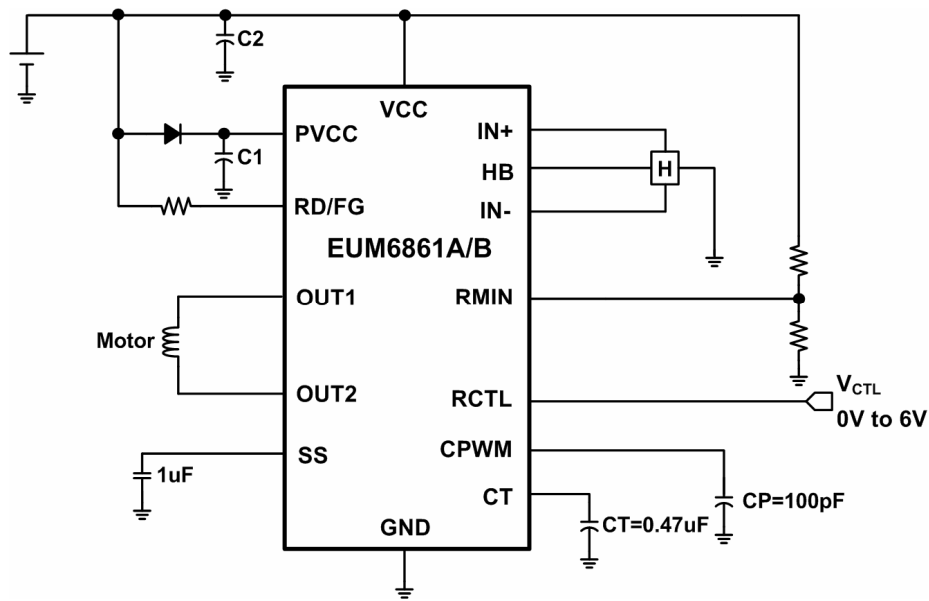 C2
VCC
PVCC
C1
IN+
HB
H
IN-
RD/FG
EUM6861A/B
OUT1
RMIN
Motor
OUT2
RCTL
VCTL
0V to 6V
SS
1uF
CPWM
CT
CP=100pF
CT=0.47uF
GND